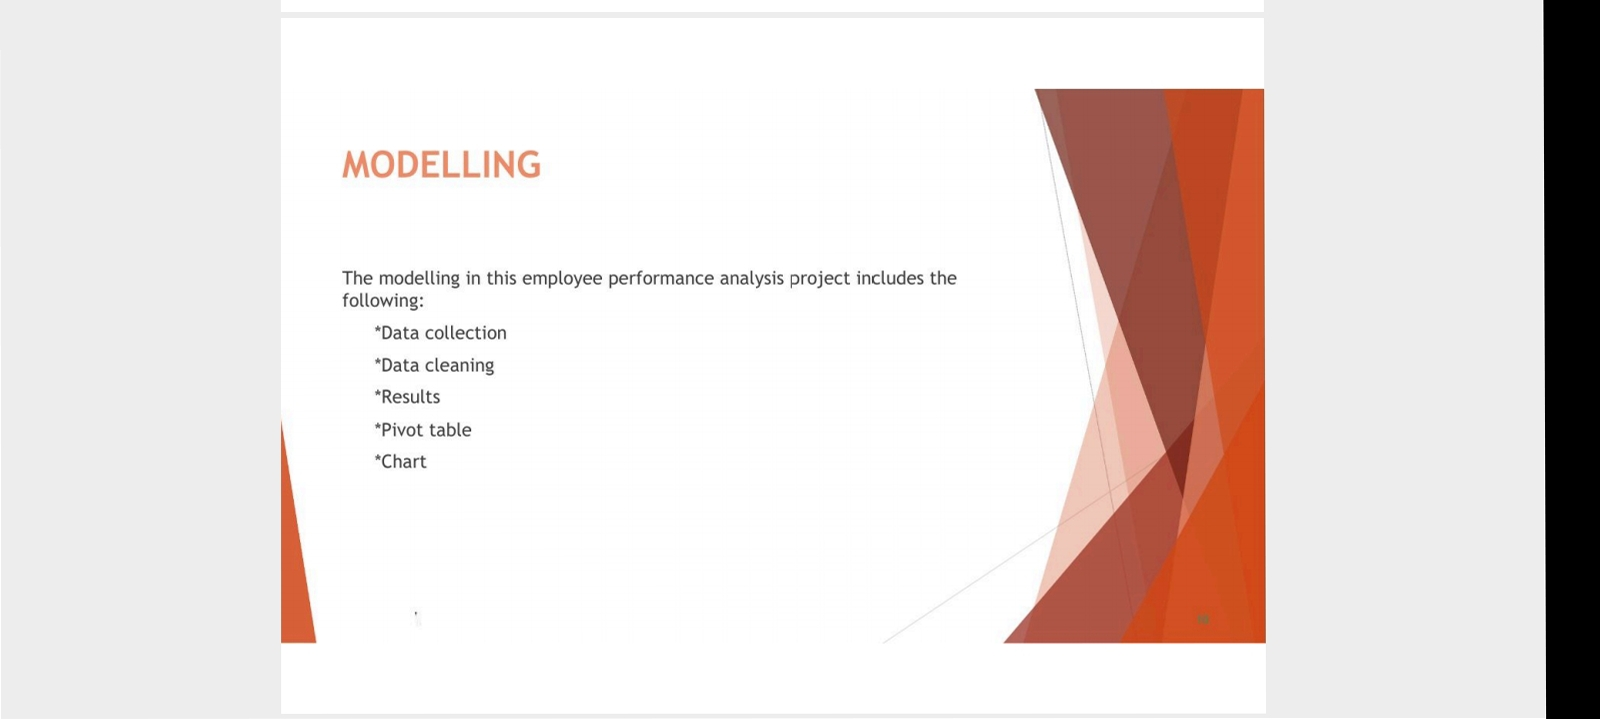 MODELLING
The modelling in this employee performance analysis project includes the
following:
*Data collection
*Data cleaning
*Results
*Pivot table
*Chart